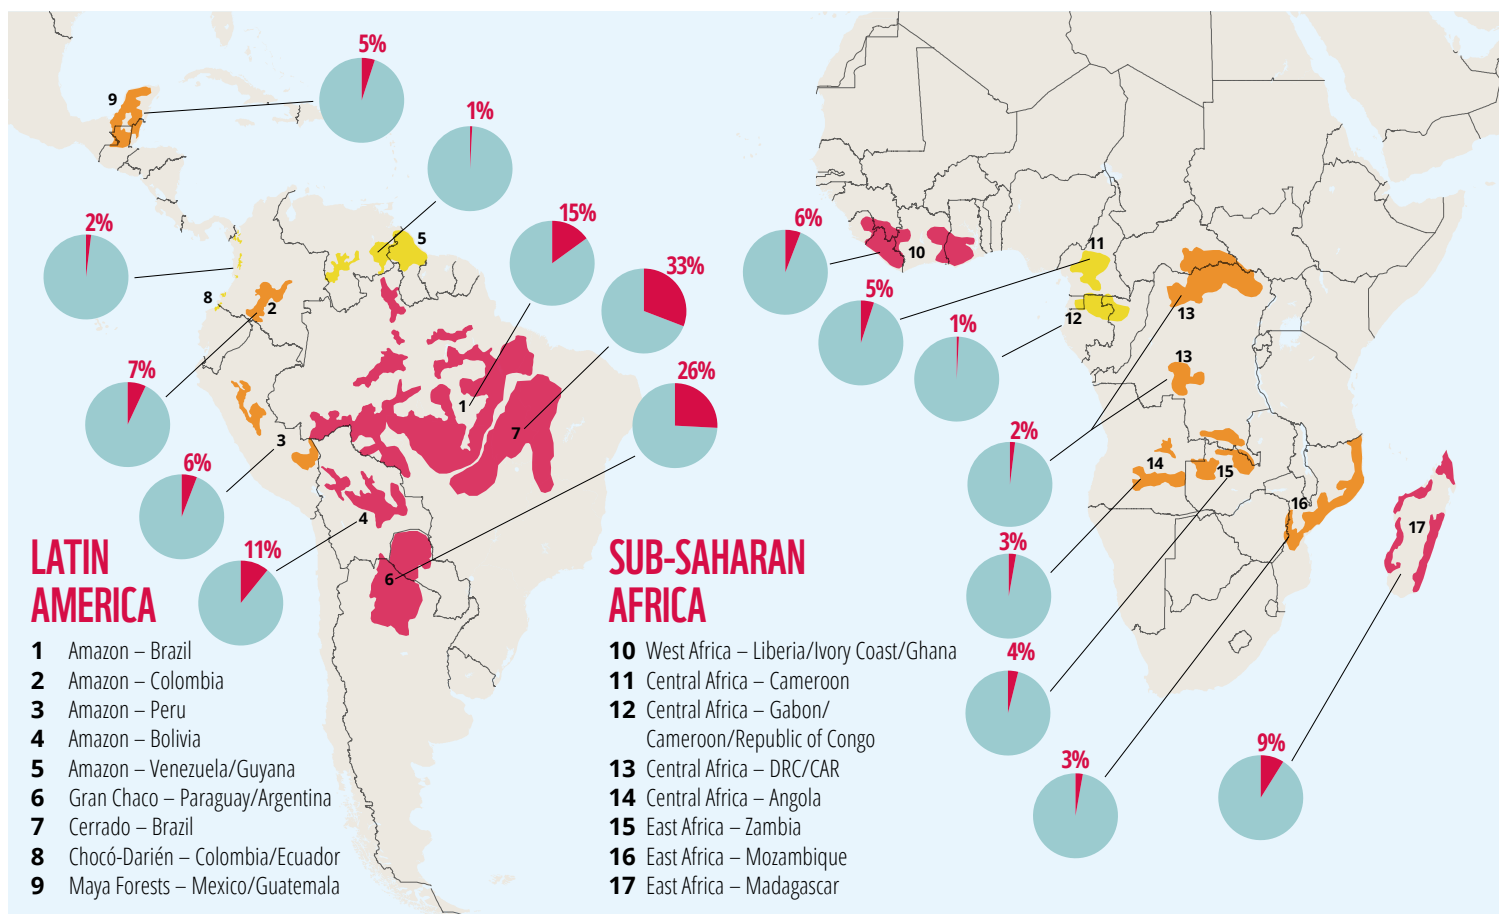 5%
9
1%
2%
15%
5
33%
8
2
7%
26%
1
7
3
6%
4
11%
6
LATIN
AMERICA
1 Amazon – Brazil
2 Amazon – Colombia
3 Amazon – Peru
4 Amazon – Bolivia
5 Amazon – Venezuela/Guyana
6 Gran Chaco – Paraguay/Argentina
7 Cerrado – Brazil
8 Chocó-Darién – Colombia/Ecuador
9 Maya Forests – Mexico/Guatemala
6%
10
11
5%
12
1%
13
13
2%
14
15
16
17
3%
4%
3%
9%
SUB-SAHARAN
AFRICA
10 West Africa – Liberia/Ivory Coast/Ghana
11 Central Africa – Cameroon
12 Central Africa – Gabon/
Cameroon/Republic of Congo
13 Central Africa – DRC/CAR
14 Central Africa – Angola
15 East Africa – Zambia
16 East Africa – Mozambique
17 East Africa – Madagascar